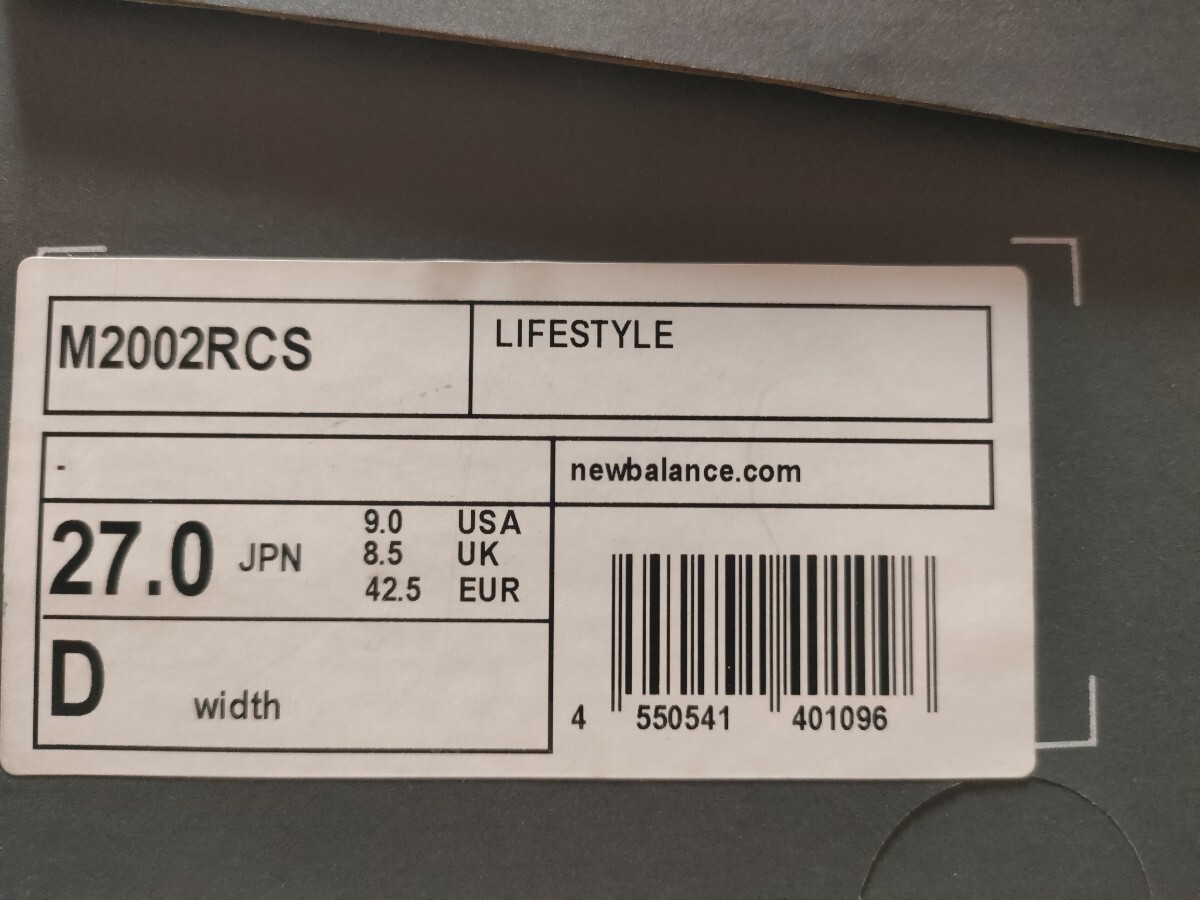 M2002RCS
LIFESTYLE
-
newbalance.com
27.0 JPN
9.0 USA
8.5 UK
42.5 EUR
D width
4 550541 401096